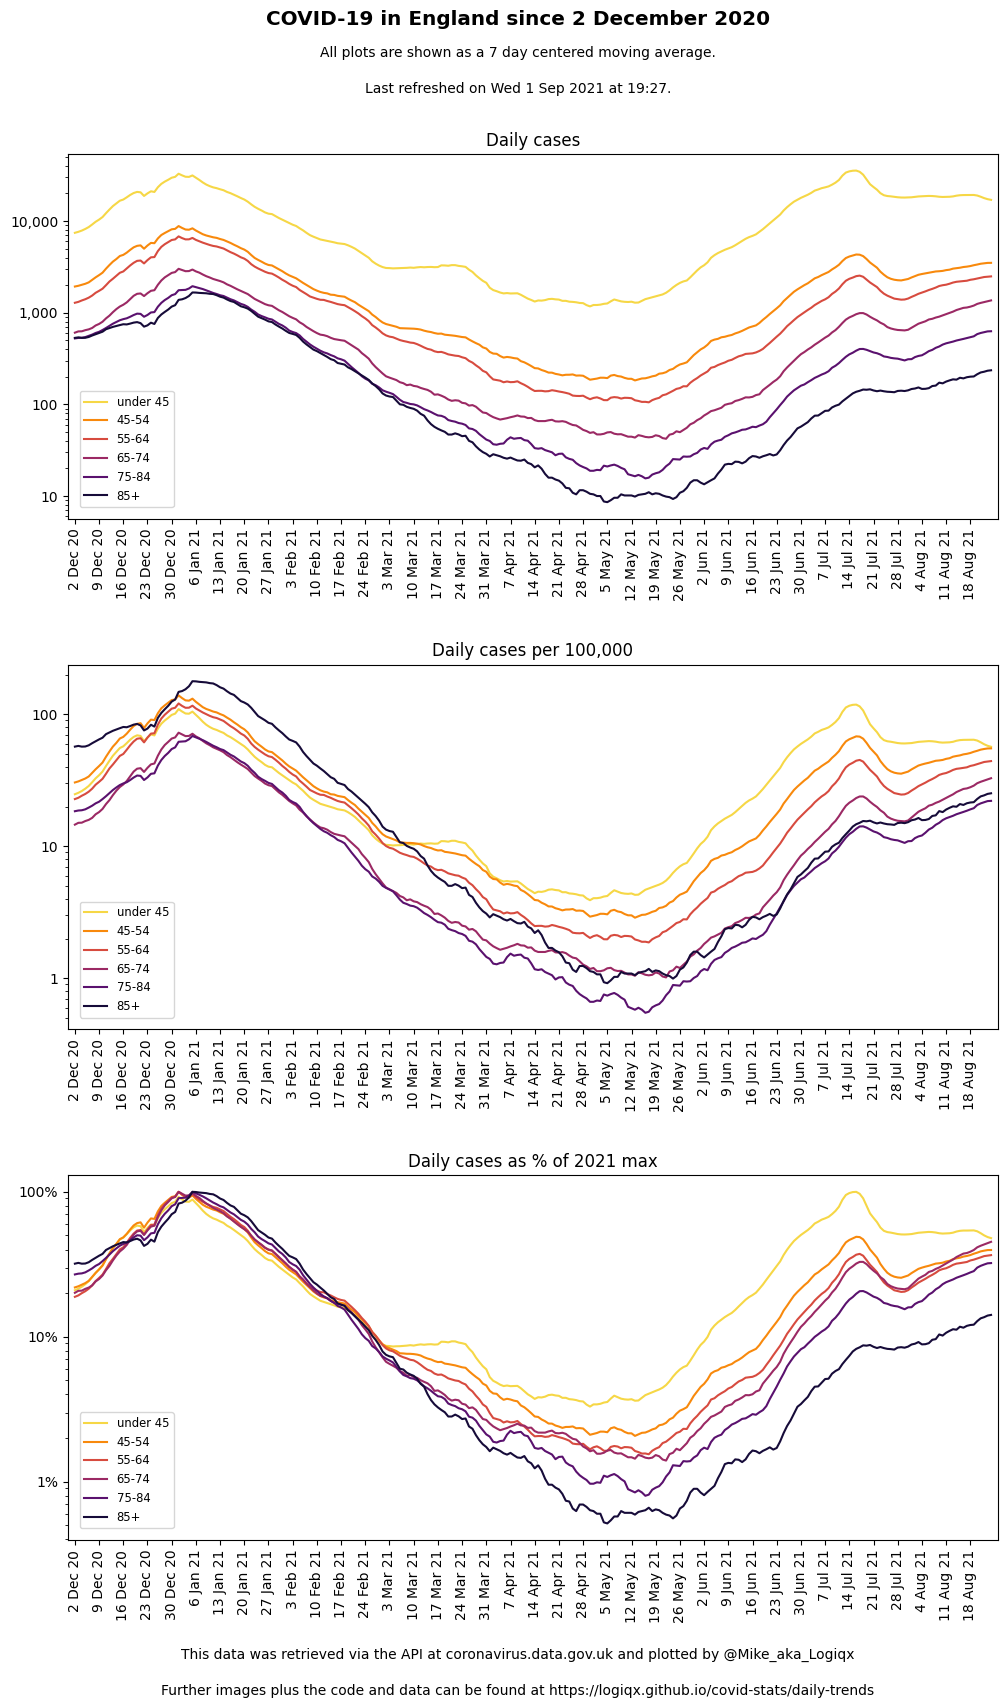 COVID-19 in England since 2 December 2020
All plots are shown as a 7 day centered moving average.
Last refreshed on Wed 1 Sep 2021 at 19:27.
Daily cases
10,000
1,000
100
10
under 45
45-54
55-64
65-74
75-84
85+
2 Dec 20
9 Dec 20
16 Dec 20
23 Dec 20
30 Dec 20
6 Jan 21
13 Jan 21
20 Jan 21
27 Jan 21
3 Feb 21
10 Feb 21
17 Feb 21
24 Feb 21
3 Mar 21
10 Mar 21
17 Mar 21
24 Mar 21
31 Mar 21
7 Apr 21
14 Apr 21
21 Apr 21
28 Apr 21
5 May 21
12 May 21
19 May 21
26 May 21
2 Jun 21
9 Jun 21
16 Jun 21
23 Jun 21
30 Jun 21
7 Jul 21
14 Jul 21
21 Jul 21
28 Jul 21
4 Aug 21
11 Aug 21
18 Aug 21
Daily cases per 100,000
100
10
1
under 45
45-54
55-64
65-74
75-84
85+
2 Dec 20
9 Dec 20
16 Dec 20
23 Dec 20
30 Dec 20
6 Jan 21
13 Jan 21
20 Jan 21
27 Jan 21
3 Feb 21
10 Feb 21
17 Feb 21
24 Feb 21
3 Mar 21
10 Mar 21
17 Mar 21
24 Mar 21
31 Mar 21
7 Apr 21
14 Apr 21
21 Apr 21
28 Apr 21
5 May 21
12 May 21
19 May 21
26 May 21
2 Jun 21
9 Jun 21
16 Jun 21
23 Jun 21
30 Jun 21
7 Jul 21
14 Jul 21
21 Jul 21
28 Jul 21
4 Aug 21
11 Aug 21
18 Aug 21
Daily cases as % of 2021 max
100%
10%
1%
under 45
45-54
55-64
65-74
75-84
85+
2 Dec 20
9 Dec 20
16 Dec 20
23 Dec 20
30 Dec 20
6 Jan 21
13 Jan 21
20 Jan 21
27 Jan 21
3 Feb 21
10 Feb 21
17 Feb 21
24 Feb 21
3 Mar 21
10 Mar 21
17 Mar 21
24 Mar 21
31 Mar 21
7 Apr 21
14 Apr 21
21 Apr 21
28 Apr 21
5 May 21
12 May 21
19 May 21
26 May 21
2 Jun 21
9 Jun 21
16 Jun 21
23 Jun 21
30 Jun 21
7 Jul 21
14 Jul 21
21 Jul 21
28 Jul 21
4 Aug 21
11 Aug 21
18 Aug 21
This data was retrieved via the API at coronavirus.data.gov.uk and plotted by @Mike_aka_Logiqx
Further images plus the code and data can be found at https://logiqx.github.io/covid-stats/daily-trends